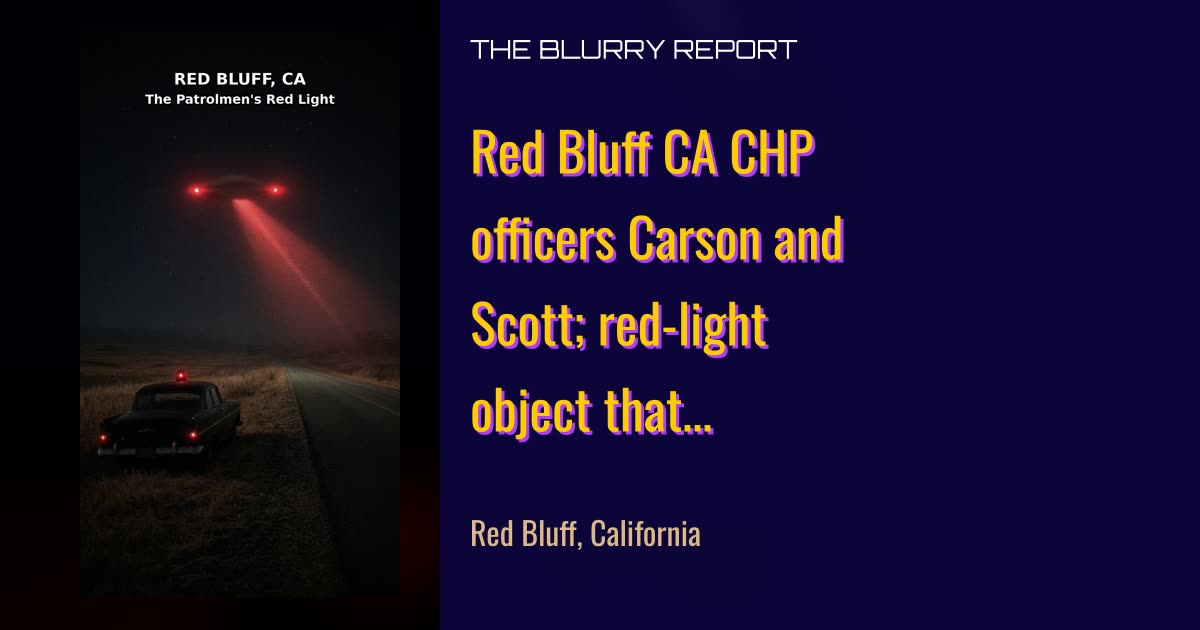 RED BLUFF, CA
The Patrolmen's Red Light
THE BLURRY REPORT
Red Bluff CA CHP
officers Carson and
Scott; red-light
object that...
Red Bluff, California